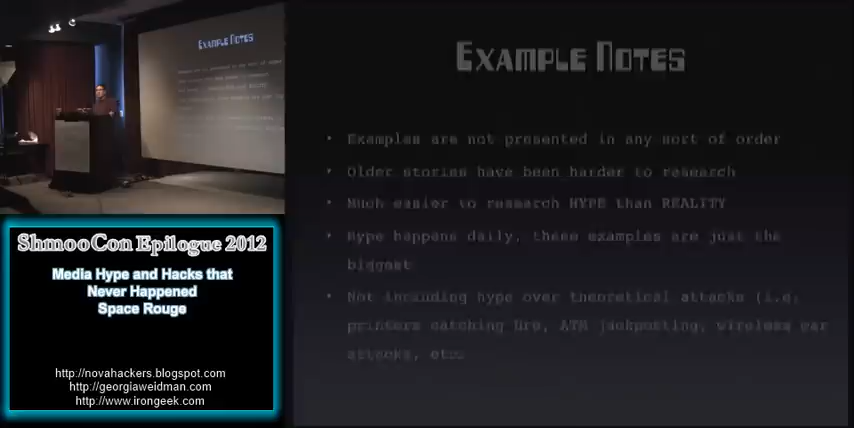 Example Notes
Example Notes
• Examples are not presented in any sort of order
• Older stories have been harder to research
• Much easier to research HYPE than REALITY
• Hype happens daily, these examples are just the
biggest
• Not including hype over theoretical attacks (i.e.
printers catching fire, ATM jackpotting, wireless car
attacks, etc…
ShmooCon Epilogue 2012
Media Hype and Hacks that
Never Happened
Space Rouge
http://novahackers.blogspot.com
http://georgiaweidman.com
http://www.irongeek.com